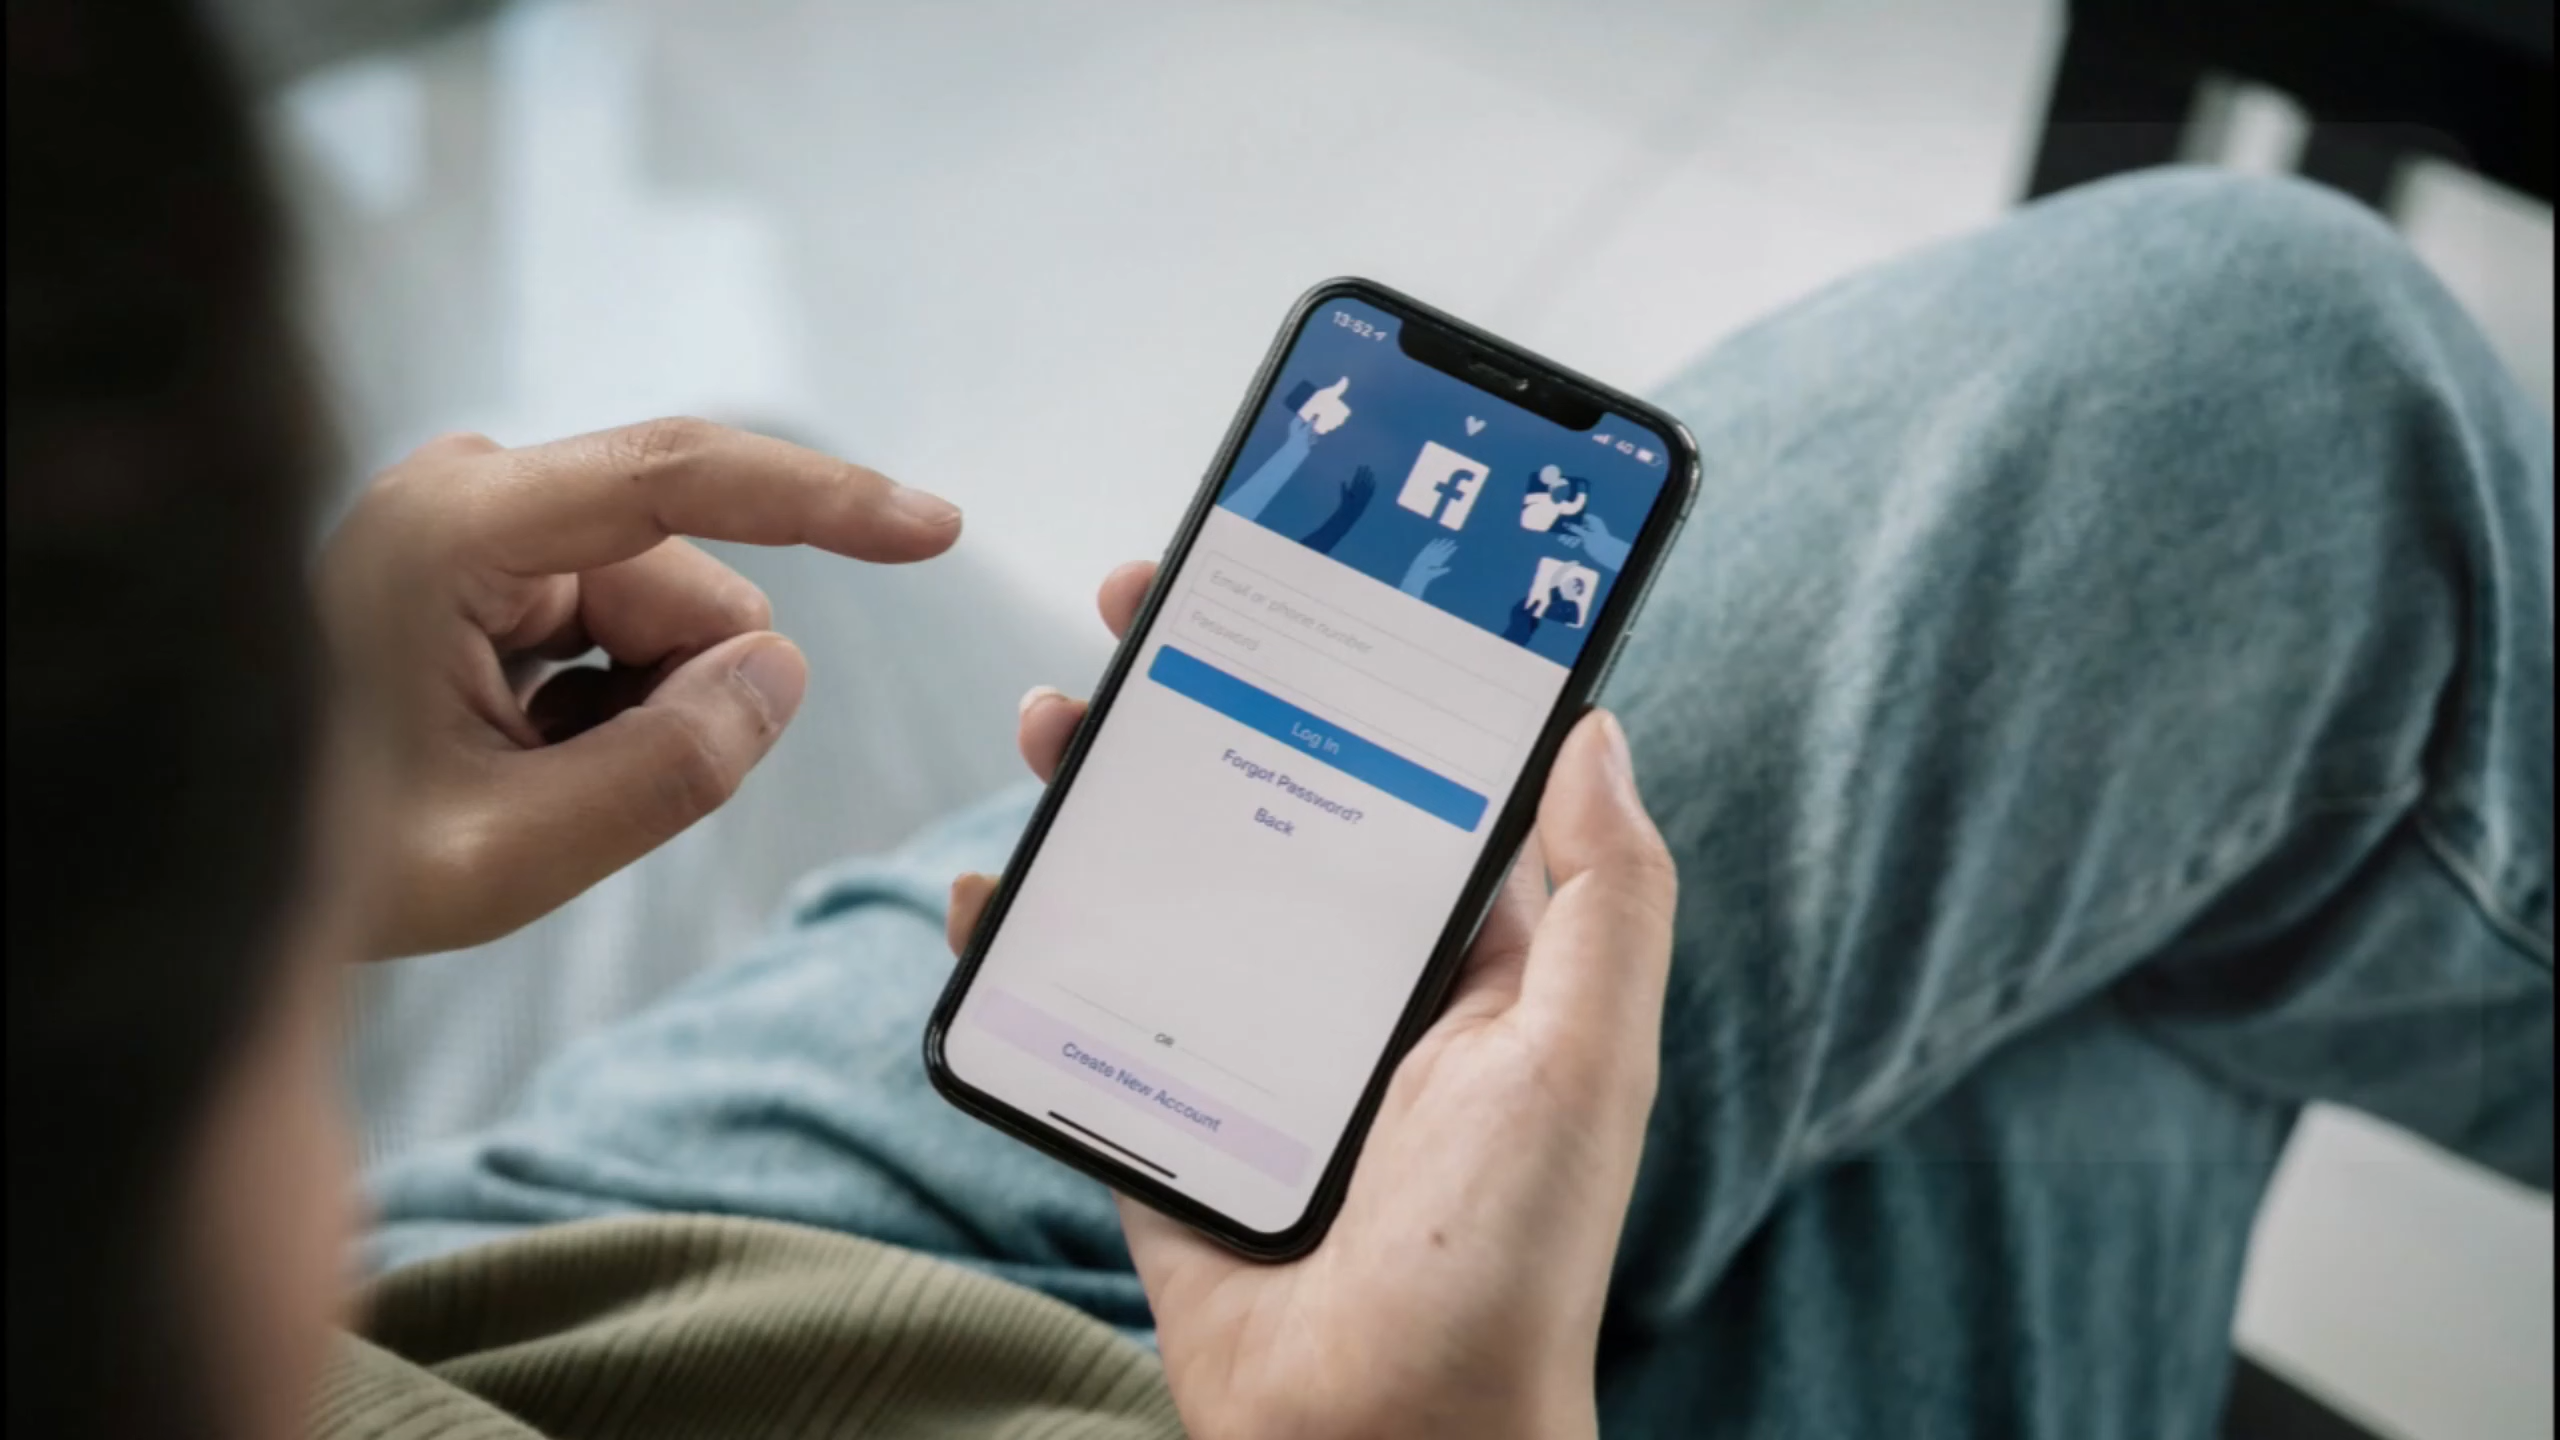 13:52
4G
f
Email or phone number
Password
Log In
Forgot Password?
Back
OR
Create New Account